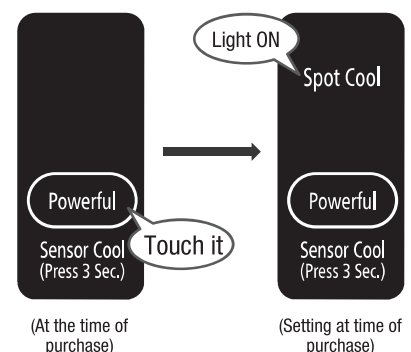 Light ON
Spot Cool
Powerful
Touch it
Sensor Cool
(Press 3 Sec.)
(At the time of
purchase)
Powerful
Sensor Cool
(Press 3 Sec.)
(Setting at time of
purchase)